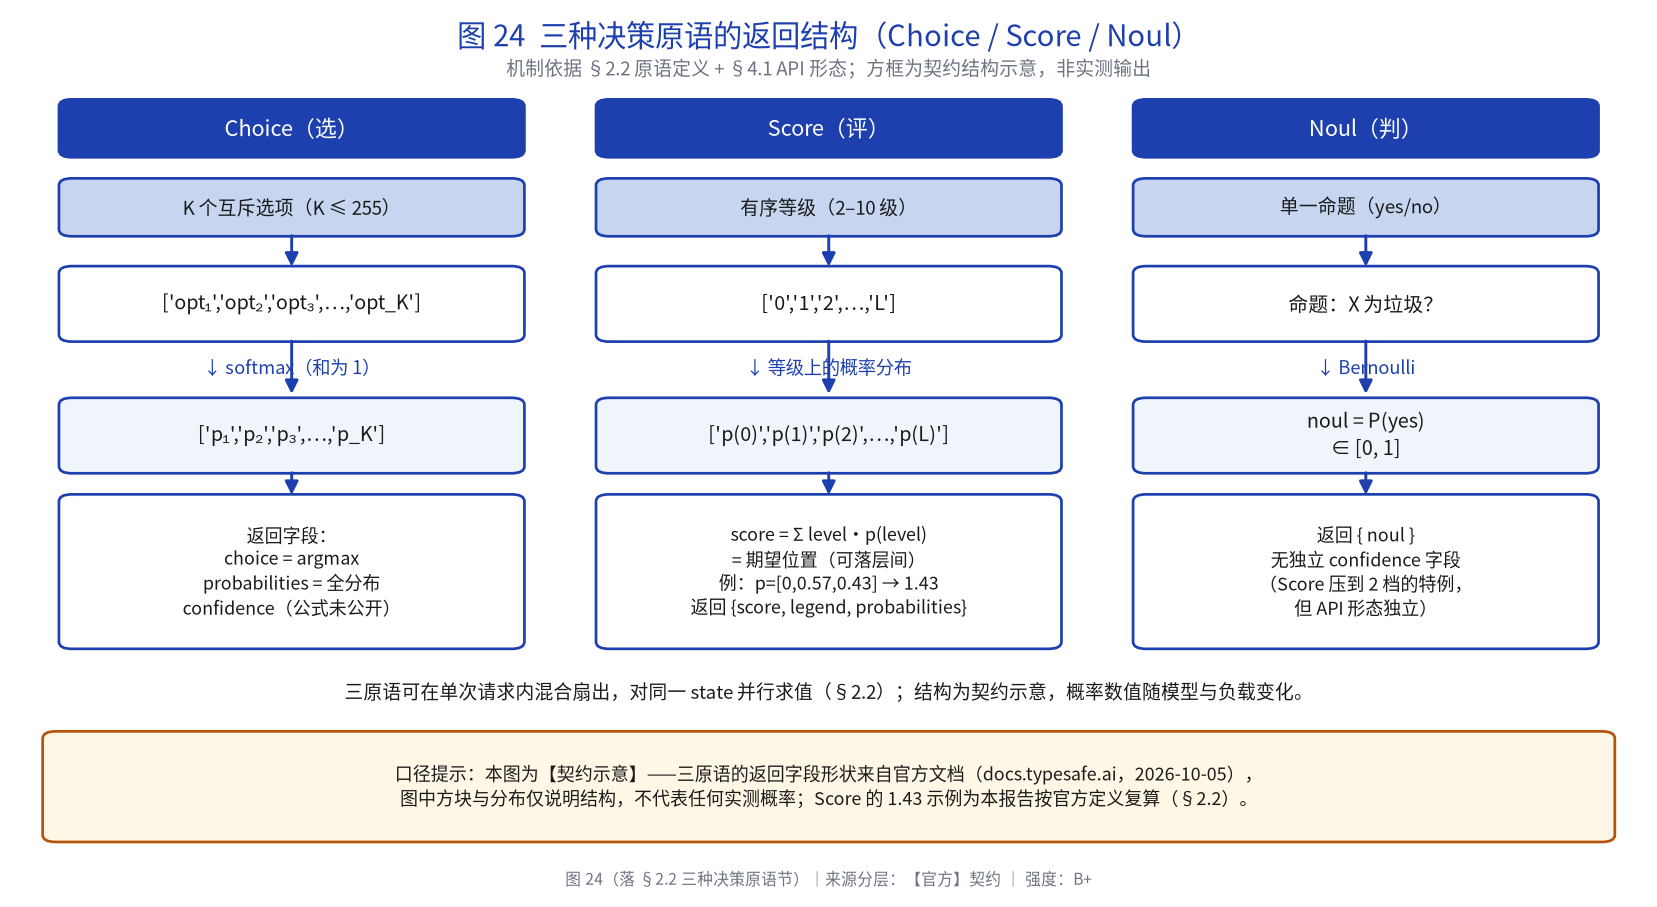 图 24  三种决策原语的返回结构（Choice / Score / Noul）
机制依据 §2.2 原语定义 + §4.1 API 形态；方框为契约结构示意，非实测输出
Choice（选）
K 个互斥选项（K ≤ 255）
['opt₁','opt₂','opt₃',…,'opt_K']
↓ softmax（和为 1）
['p₁','p₂','p₃',…,'p_K']
返回字段：
choice = argmax
probabilities = 全分布
confidence（公式未公开）
Score（评）
有序等级（2–10 级）
['0','1','2',…,'L']
↓ 等级上的概率分布
['p(0)','p(1)','p(2)',…,'p(L)']
score = Σ level · p(level)
= 期望位置（可落层间）
例：p=[0,0.57,0.43] → 1.43
返回 {score, legend, probabilities}
Noul（判）
单一命题（yes/no）
命题：X 为垃圾？
↓ Bernoulli
noul = P(yes)
∈ [0, 1]
返回 { noul }
无独立 confidence 字段
（Score 压到 2 档的特例，
但 API 形态独立）
三原语可在单次请求内混合扇出，对同一 state 并行求值（§2.2）；结构为契约示意，概率数值随模型与负载变化。
口径提示：本图为【契约示意】——三原语的返回字段形状来自官方文档（docs.typesafe.ai，2026-10-05），
图中方块与分布仅说明结构，不代表任何实测概率；Score 的 1.43 示例为本报告按官方定义复算（§2.2）。
图 24（落 §2.2 三种决策原语节）｜来源分层：【官方】契约 ｜ 强度：B+